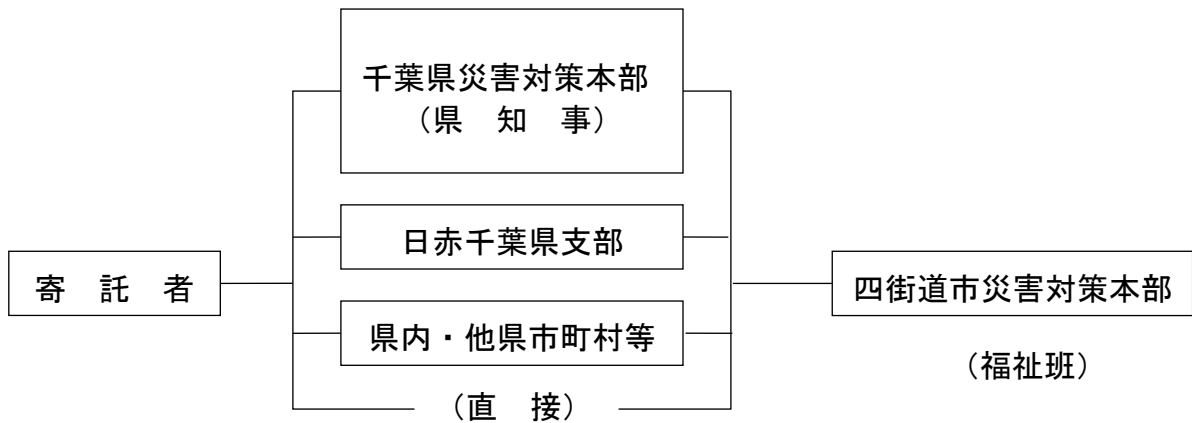 千葉県災害対策本部
（県　知　事）
日赤千葉県支部
寄　託　者
四街道市災害対策本部
県内・他県市町村等
（福祉班）
（直　接）